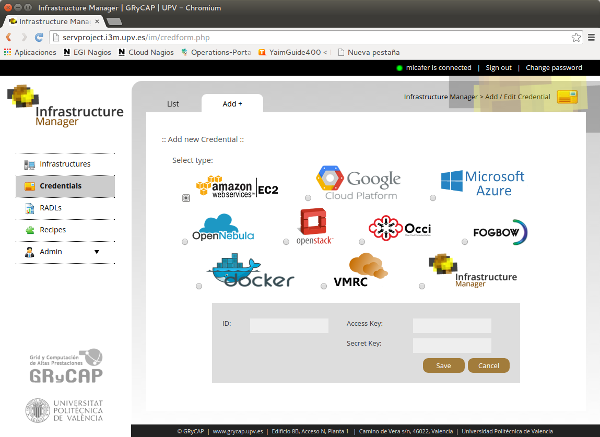 Infrastructure Manager | GRyCAP | UPV - Chromium
Infrastructure Mana
servproject.i3m.upv.es/im/credform.php
Aplicaciones EGI Nagios Cloud Nagios Operations-Porta YaimGuide400 < Nueva pestaña
micafer is connected | Sign out | Change password
Infrastructure
Manager
List Add +
Infrastructure Manager > Add / Edit Credential
:: Add new Credential ::
Select type:
Infrastructures
Credentials
RADLs
Recipes
Admin
amazon webservices EC2
Google Cloud Platform
Microsoft Azure
OpenNebula
openstack
Occi
FOGBOW
docker
VMRC
Infrastructure Manager
ID:
Access Key:
Secret Key:
Save Cancel
Grid y Computación
de Altas Prestaciones
GRyCAP
UNIVERSITAT
POLITÈCNICA
DE VALÈNCIA
© GRyCAP | www.grycap.upv.es | Edificio 8B, Acceso N, Planta 1 | Camino de Vera s/n, 46022, Valencia | Universidad Politécnica de Valencia